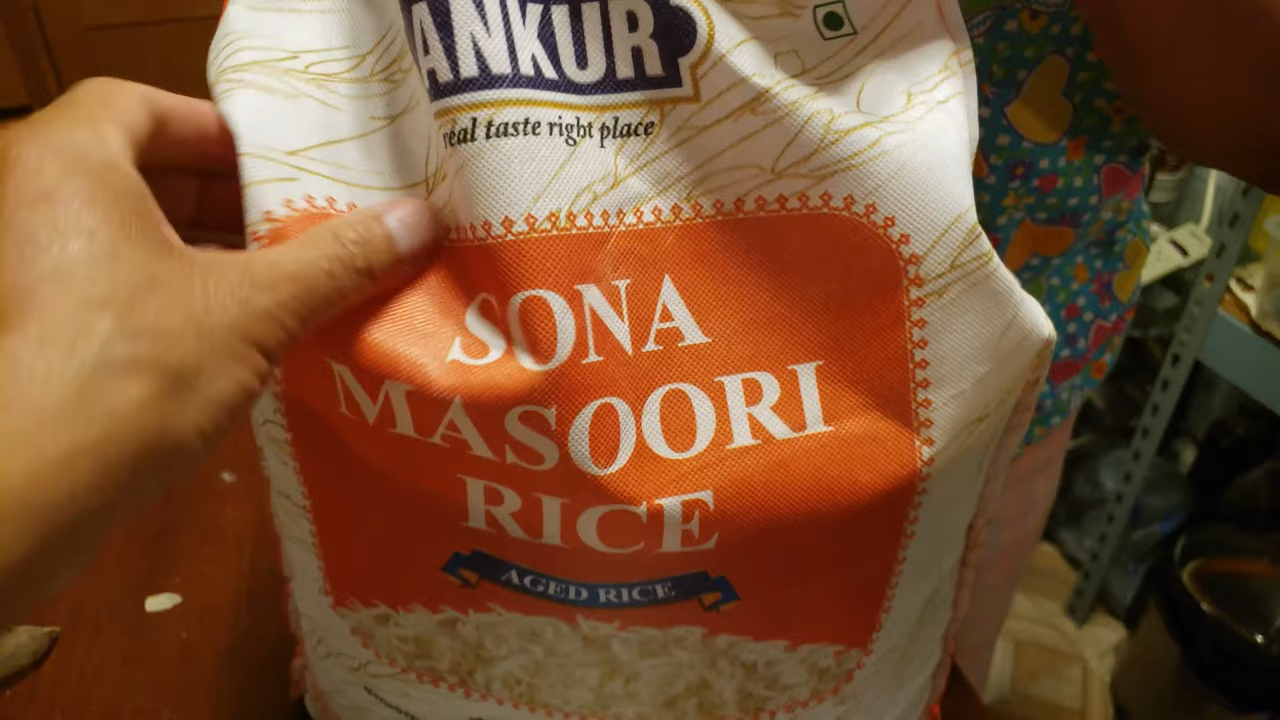 ANKUR
real taste right place
SONA
MASOORI
RICE
AGED RICE